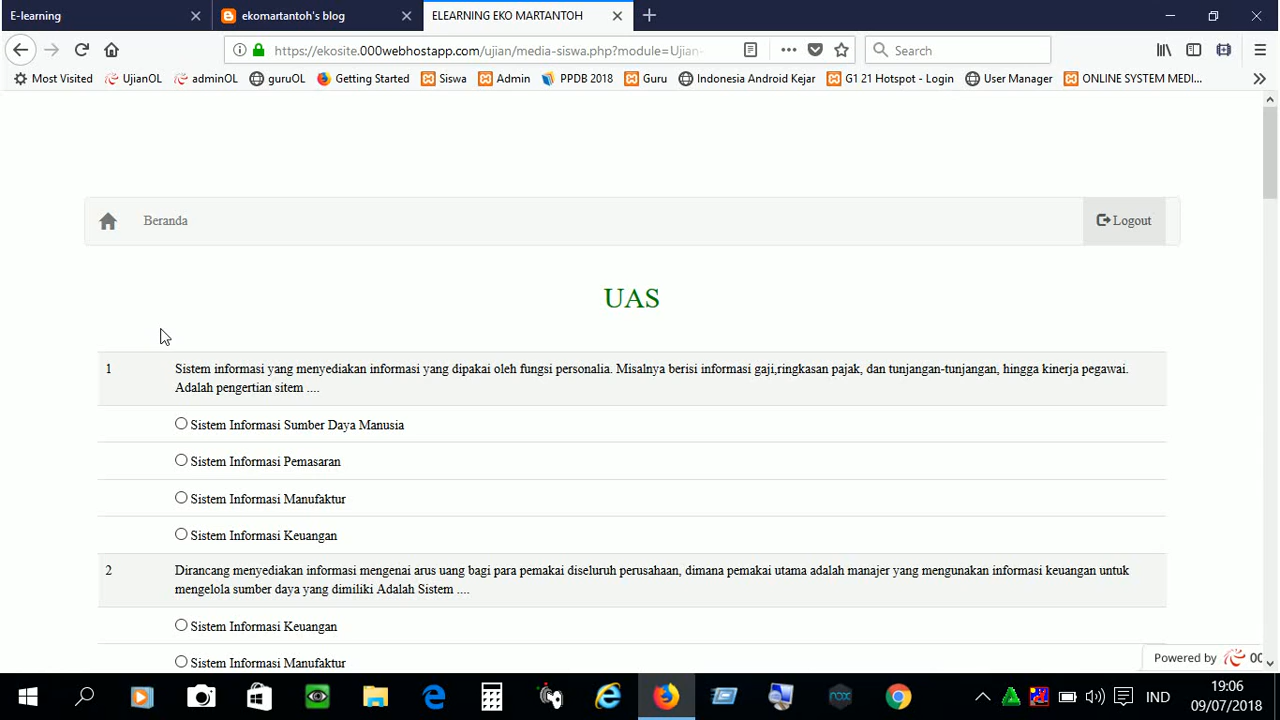 E-learning
ekomartantoh's blog
ELEARNING EKO MARTANTOH
https://ekosite.000webhostapp.com/ujian/media-siswa.php?module=Ujian-
Search
Most Visited
UjianOL
adminOL
guruOL
Getting Started
Siswa
Admin
PPDB 2018
Guru
Indonesia Android Kejar
G1 21 Hotspot - Login
User Manager
ONLINE SYSTEM MEDI...
Beranda
Logout
UAS
1
Sistem informasi yang menyediakan informasi yang dipakai oleh fungsi personalia. Misalnya berisi informasi gaji,ringkasan pajak, dan tunjangan-tunjangan, hingga kinerja pegawai.
Adalah pengertian sitem ....
Sistem Informasi Sumber Daya Manusia
Sistem Informasi Pemasaran
Sistem Informasi Manufaktur
Sistem Informasi Keuangan
2
Dirancang menyediakan informasi mengenai arus uang bagi para pemakai diseluruh perusahaan, dimana pemakai utama adalah manajer yang mengunakan informasi keuangan untuk
mengelola sumber daya yang dimiliki Adalah Sistem ....
Sistem Informasi Keuangan
Sistem Informasi Manufaktur
Powered by 00
IND
19:06
09/07/2018